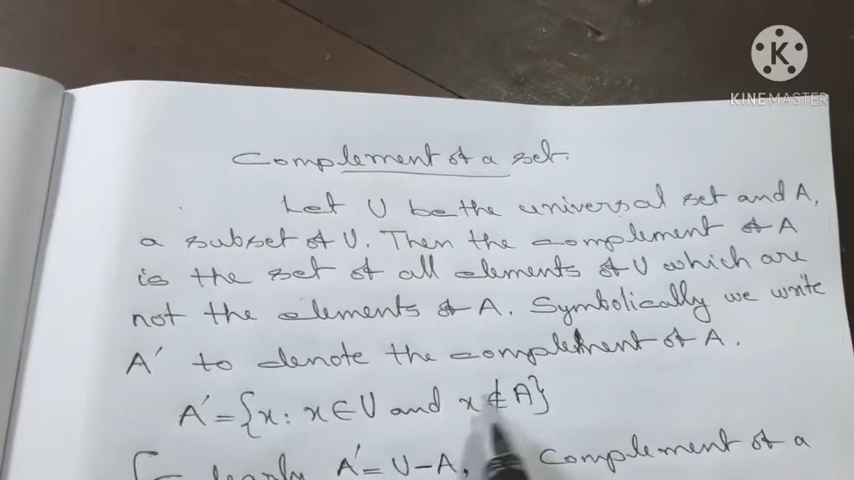 KINEMASTER
Complement of a set.
Let U be the universal set and A,
a subset of U. Then the complement of A
is the set of all elements of U which are
not the elements of A. Symbolically we write
A' to denote the complement of A.
A' = {x : x ∈ U and x ∉ A}
A' = U - A, Complement of a